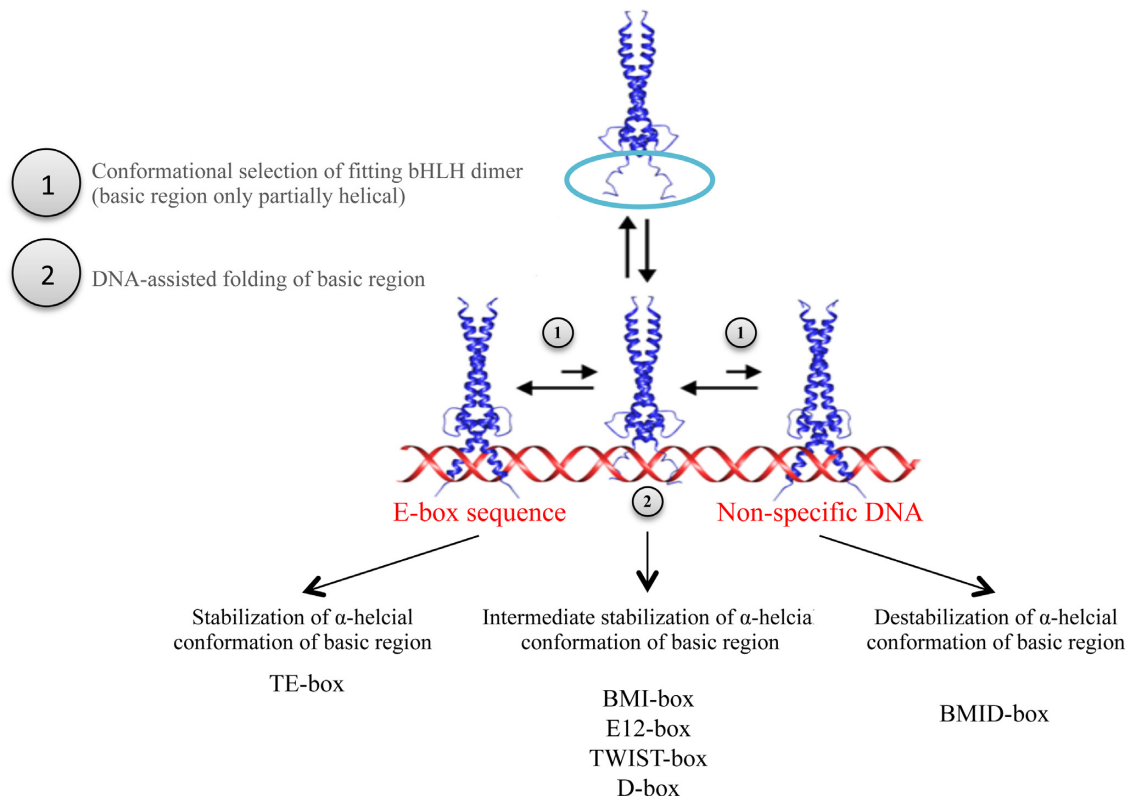 1
Conformational selection of fitting bHLH dimer
(basic region only partially helical)
2
DNA-assisted folding of basic region
1
1
2
E-box sequence
Non-specific DNA
Stabilization of α-helcial
conformation of basic region
TE-box
Intermediate stabilization of α-helcial
conformation of basic region
BMI-box
E12-box
TWIST-box
D-box
Destabilization of α-helcial
conformation of basic region
BMID-box